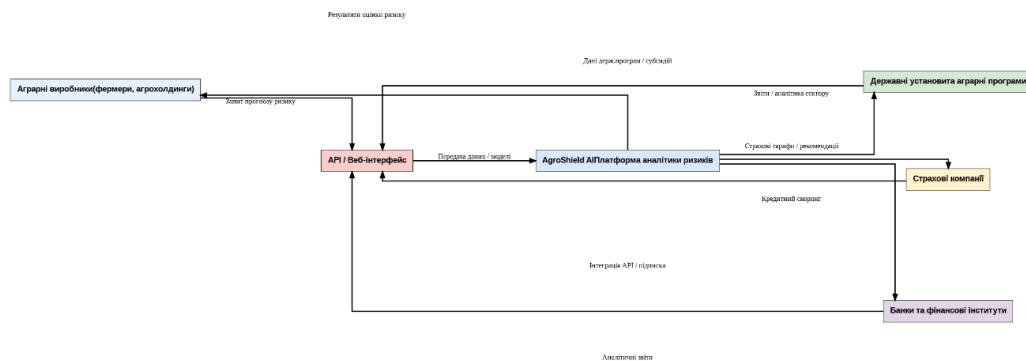 Результати оцінки ризику
Дані держ.програм / субсидій
Державні установита аграрні програми
Аграрні виробники(фермери, агрохолдинги)
Звіти / аналітика сектору
Запит прогнозу ризику
Страхові тарифи / рекомендації
API / Веб-інтерфейс
Передача даних / моделі
AgroShield AIПлатформа аналітики ризиків
Страхові компанії
Кредитний скоринг
Інтеграція API / підписка
Банки та фінансові інститути
Аналітичні звіти